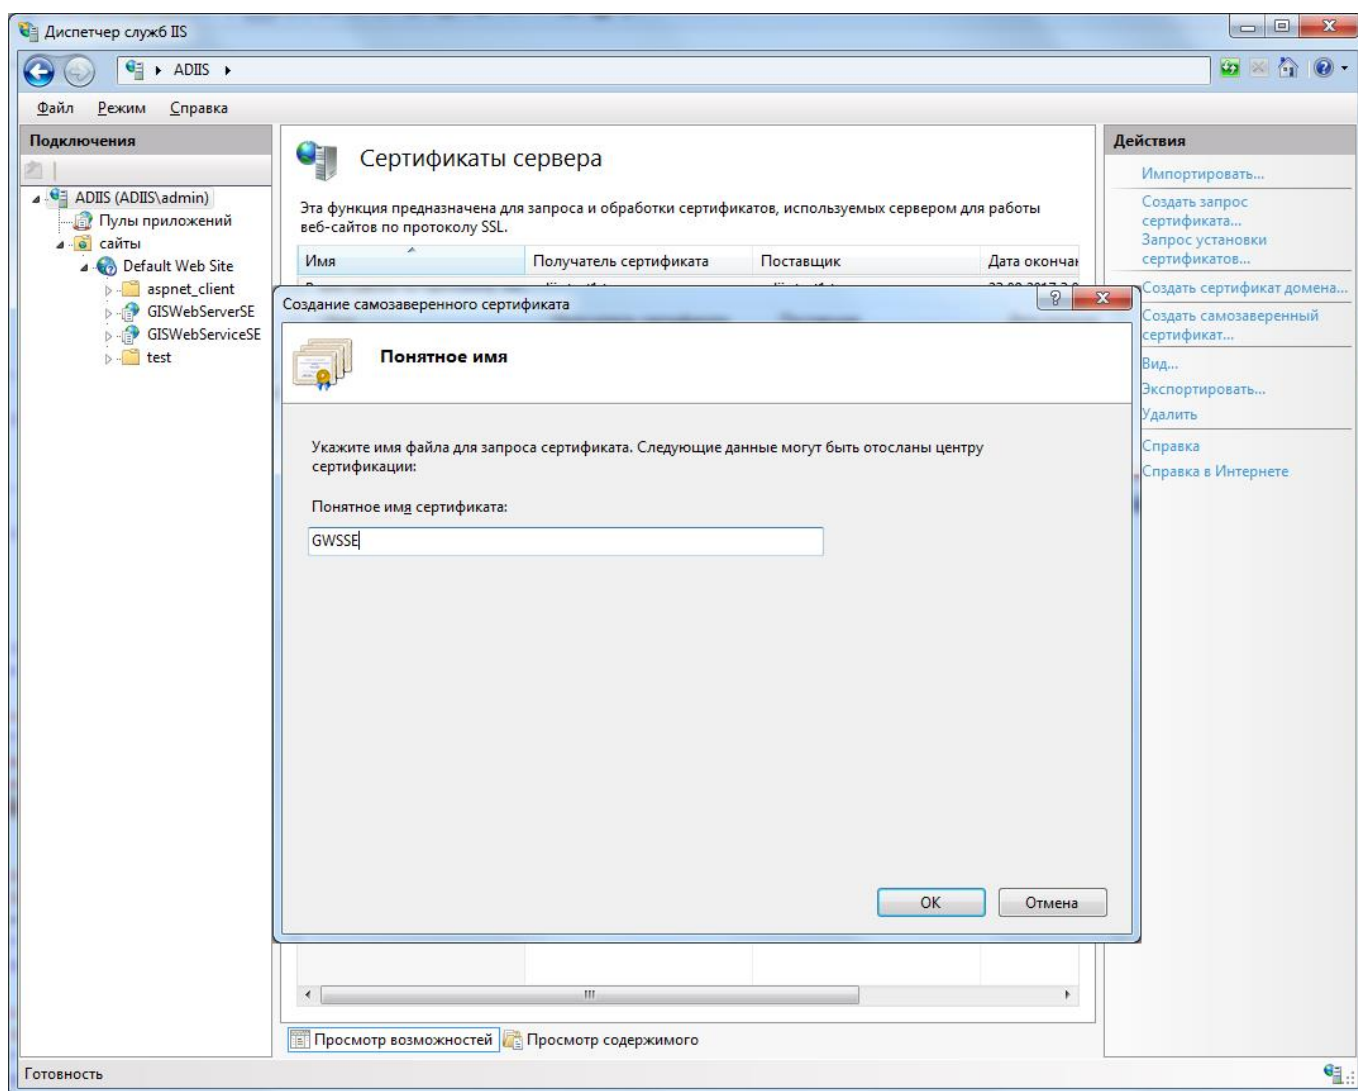 Диспетчер служб IIS
ADIIS
Файл Режим Справка
Подключения
ADIIS (ADIIS\admin)
Пулы приложений
сайты
Default Web Site
aspnet_client
GISWebServerSE
GISWebServiceSE
test
Сертификаты сервера
Эта функция предназначена для запроса и обработки сертификатов, используемых сервером для работы
веб-сайтов по протоколу SSL.
Имя Получатель сертификата Поставщик Дата окончан
Создание самозаверенного сертификата
Понятное имя
Укажите имя файла для запроса сертификата. Следующие данные могут быть отосланы центру
сертификации:
Понятное имя сертификата:
GWSSE
OK Отмена
Просмотр возможностей Просмотр содержимого
Действия
Импортировать...
Создать запрос
сертификата...
Запрос установки
сертификатов...
Создать сертификат домена...
Создать самозаверенный
сертификат...
Вид...
Экспортировать...
Удалить
Справка
Справка в Интернете
Готовность